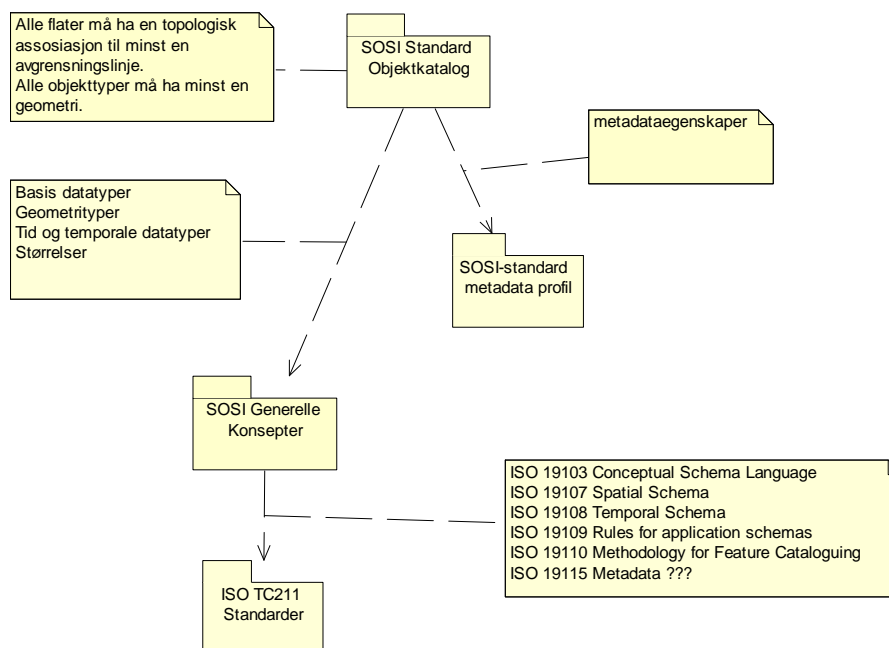 Alle flater må ha en topologisk
assosiasjon til minst en
avgrensningslinje.
Alle objekttyper må ha minst en
geometri.
SOSI Standard
Objektkatalog
metadataegenskaper
Basis datatyper
Geometrityper
Tid og temporale datatyper
Størrelser
SOSI-standard
metadata profil
SOSI Generelle
Konsepter
ISO 19103 Conceptual Schema Language
ISO 19107 Spatial Schema
ISO 19108 Temporal Schema
ISO 19109 Rules for application schemas
ISO 19110 Methodology for Feature Cataloguing
ISO 19115 Metadata ???
ISO TC211
Standarder